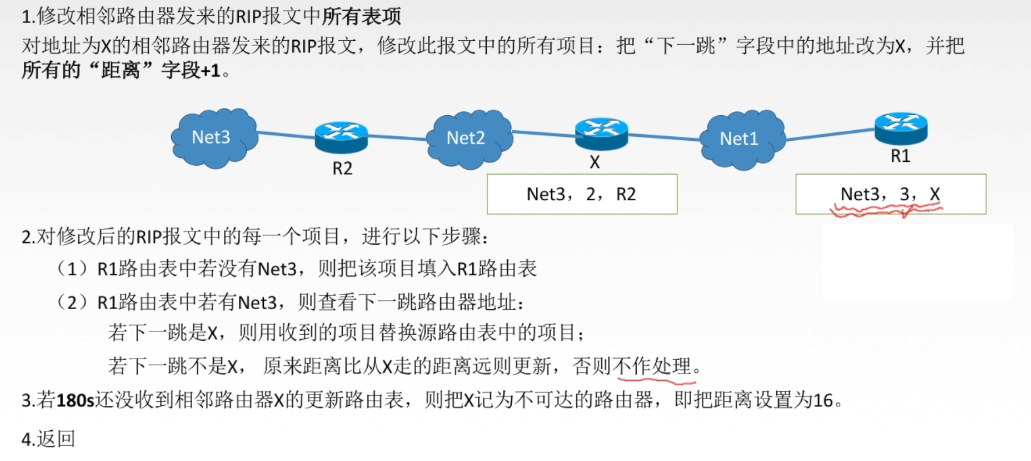 1.修改相邻路由器发来的RIP报文中所有表项
对地址为X的相邻路由器发来的RIP报文，修改此报文中的所有项目：把“下一跳”字段中的地址改为X，并把
所有的“距离”字段+1。
Net3
Net2
Net1
R2
X
R1
Net3，2，R2
Net3，3，X
2.对修改后的RIP报文中的每一个项目，进行以下步骤：
（1）R1路由表中若没有Net3，则把该项目填入R1路由表
（2）R1路由表中若有Net3，则查看下一跳路由器地址：
若下一跳是X，则用收到的项目替换源路由表中的项目；
若下一跳不是X， 原来距离比从X走的距离远则更新，否则不作处理。
3.若180s还没收到相邻路由器X的更新路由表，则把X记为不可达的路由器，即把距离设置为16。
4.返回